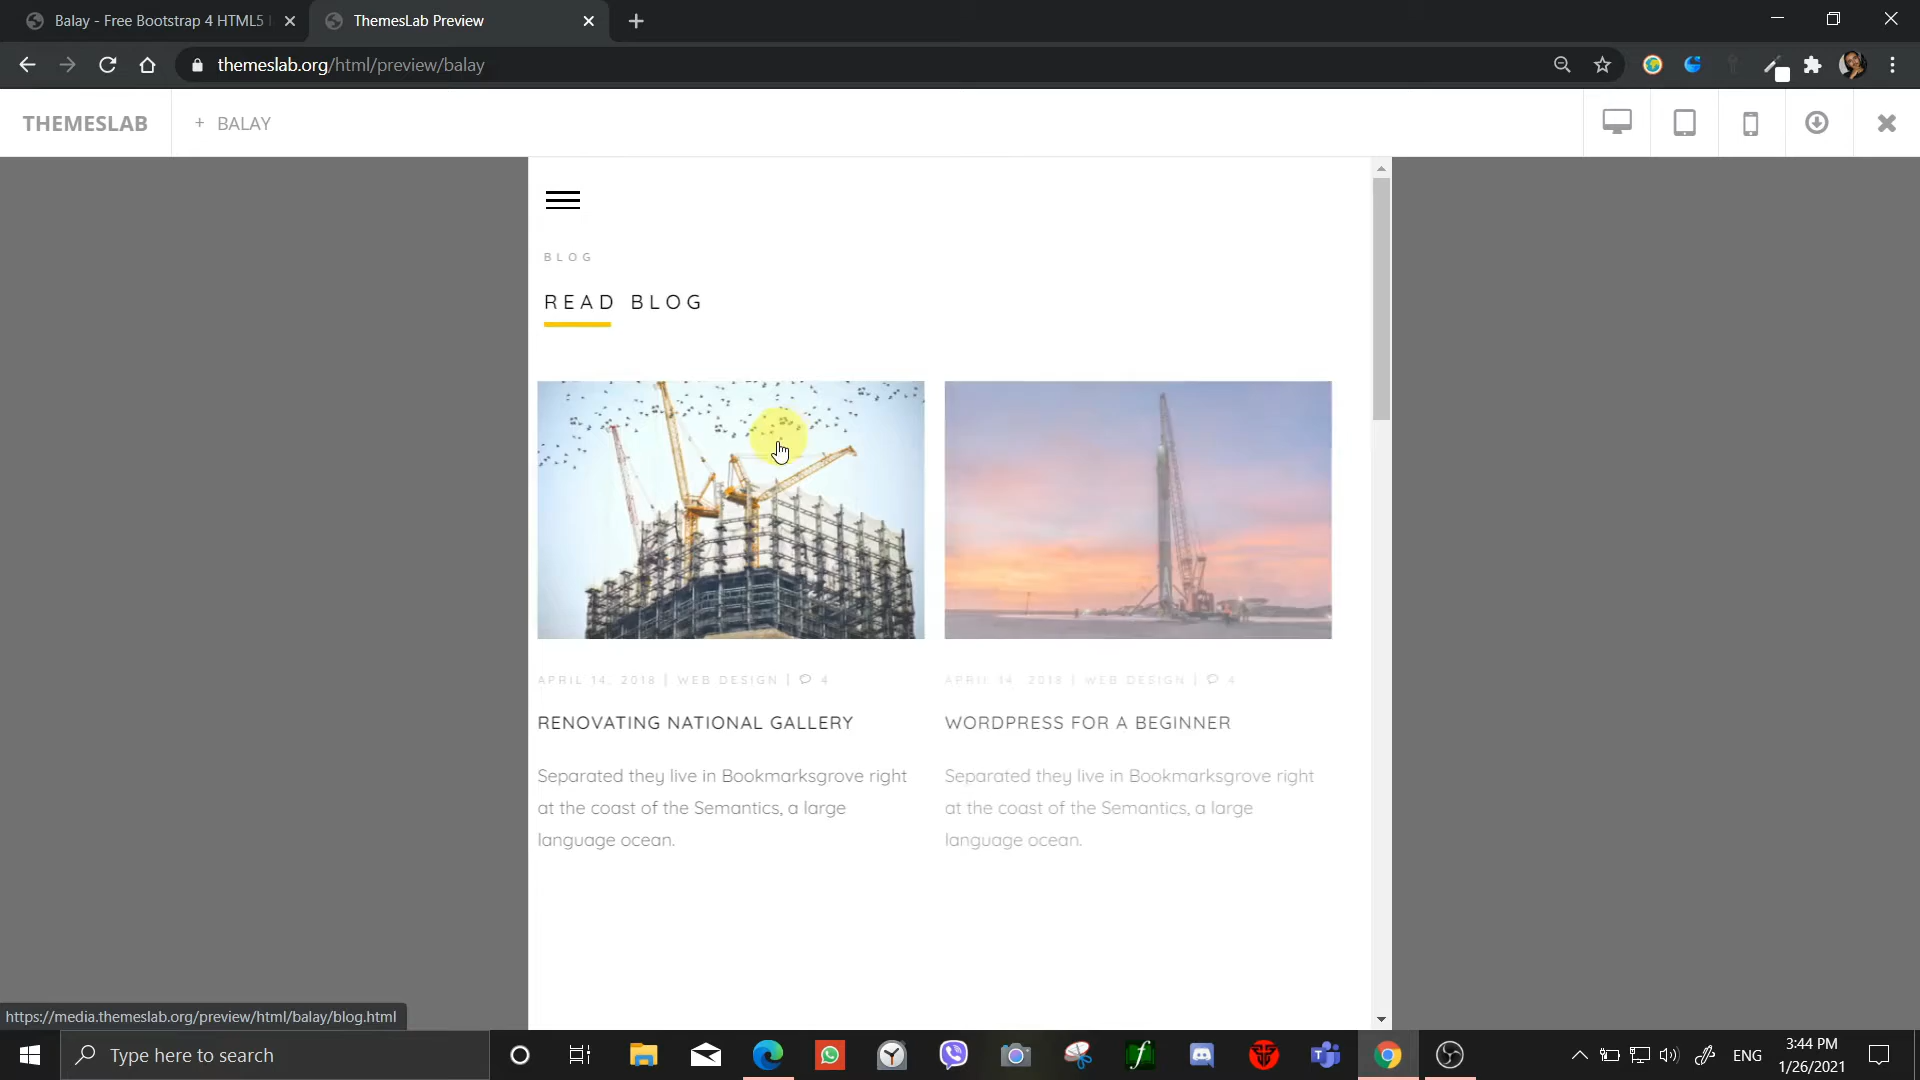 Balay - Free Bootstrap 4 HTML5
ThemesLab Preview
themeslab.org/html/preview/balay
THEMESLAB
+ BALAY
BLOG
READ BLOG
APRIL 14, 2018 | WEB DESIGN | 4
APRIL 14, 2018 | WEB DESIGN | 4
RENOVATING NATIONAL GALLERY
WORDPRESS FOR A BEGINNER
Separated they live in Bookmarksgrove right
at the coast of the Semantics, a large
language ocean.
Separated they live in Bookmarksgrove right
at the coast of the Semantics, a large
language ocean.
https://media.themeslab.org/preview/html/balay/blog.html
Type here to search
ENG
3:44 PM
1/26/2021